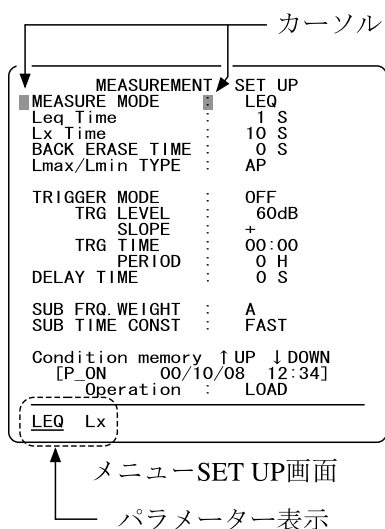 カーソル
MEASUREMENT SET UP
MEASURE MODE : LEQ
Leq Time : 1 S
Lx Time : 10 S
BACK ERASE TIME : 0 S
Lmax/Lmin TYPE : AP
TRIGGER MODE : OFF
TRG LEVEL : 60dB
SLOPE : +
TRG TIME : 00:00
PERIOD : 0 H
DELAY TIME : 0 S
SUB FRQ.WEIGHT : A
SUB TIME CONST : FAST
Condition memory ↑UP ↓DOWN
[P_ON 00/10/08 12:34]
Operation : LOAD
LEQ Lx
メニューSET UP画面
パラメーター表示